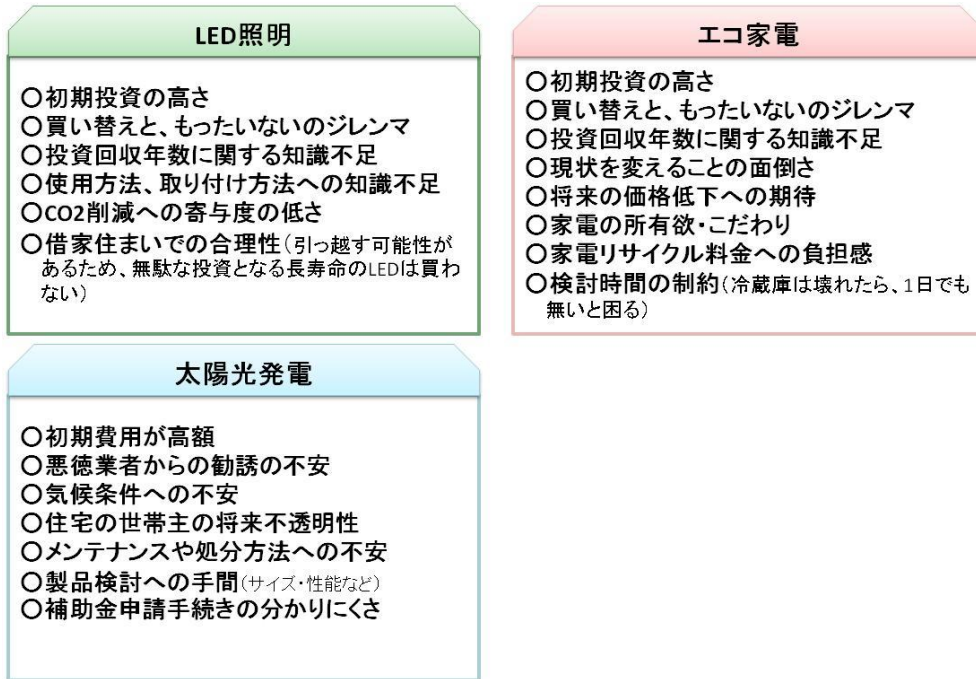 LED照明
○初期投資の高さ
○買い替えと、もったいないのジレンマ
○投資回収年数に関する知識不足
○使用方法、取り付け方法への知識不足
○CO2削減への寄与度の低さ
○借家住まいでの合理性(引っ越す可能性が
あるため、無駄な投資となる長寿命のLEDは買わ
ない)
エコ家電
○初期投資の高さ
○買い替えと、もったいないのジレンマ
○投資回収年数に関する知識不足
○現状を変えることの面倒さ
○将来の価格低下への期待
○家電の所有欲・こだわり
○家電リサイクル料金への負担感
○検討時間の制約(冷蔵庫は壊れたら、1日でも
無いと困る)
太陽光発電
○初期費用が高額
○悪徳業者からの勧誘の不安
○気候条件への不安
○住宅の世帯主の将来不透明性
○メンテナンスや処分方法への不安
○製品検討への手間(サイズ・性能など)
○補助金申請手続きの分かりにくさ